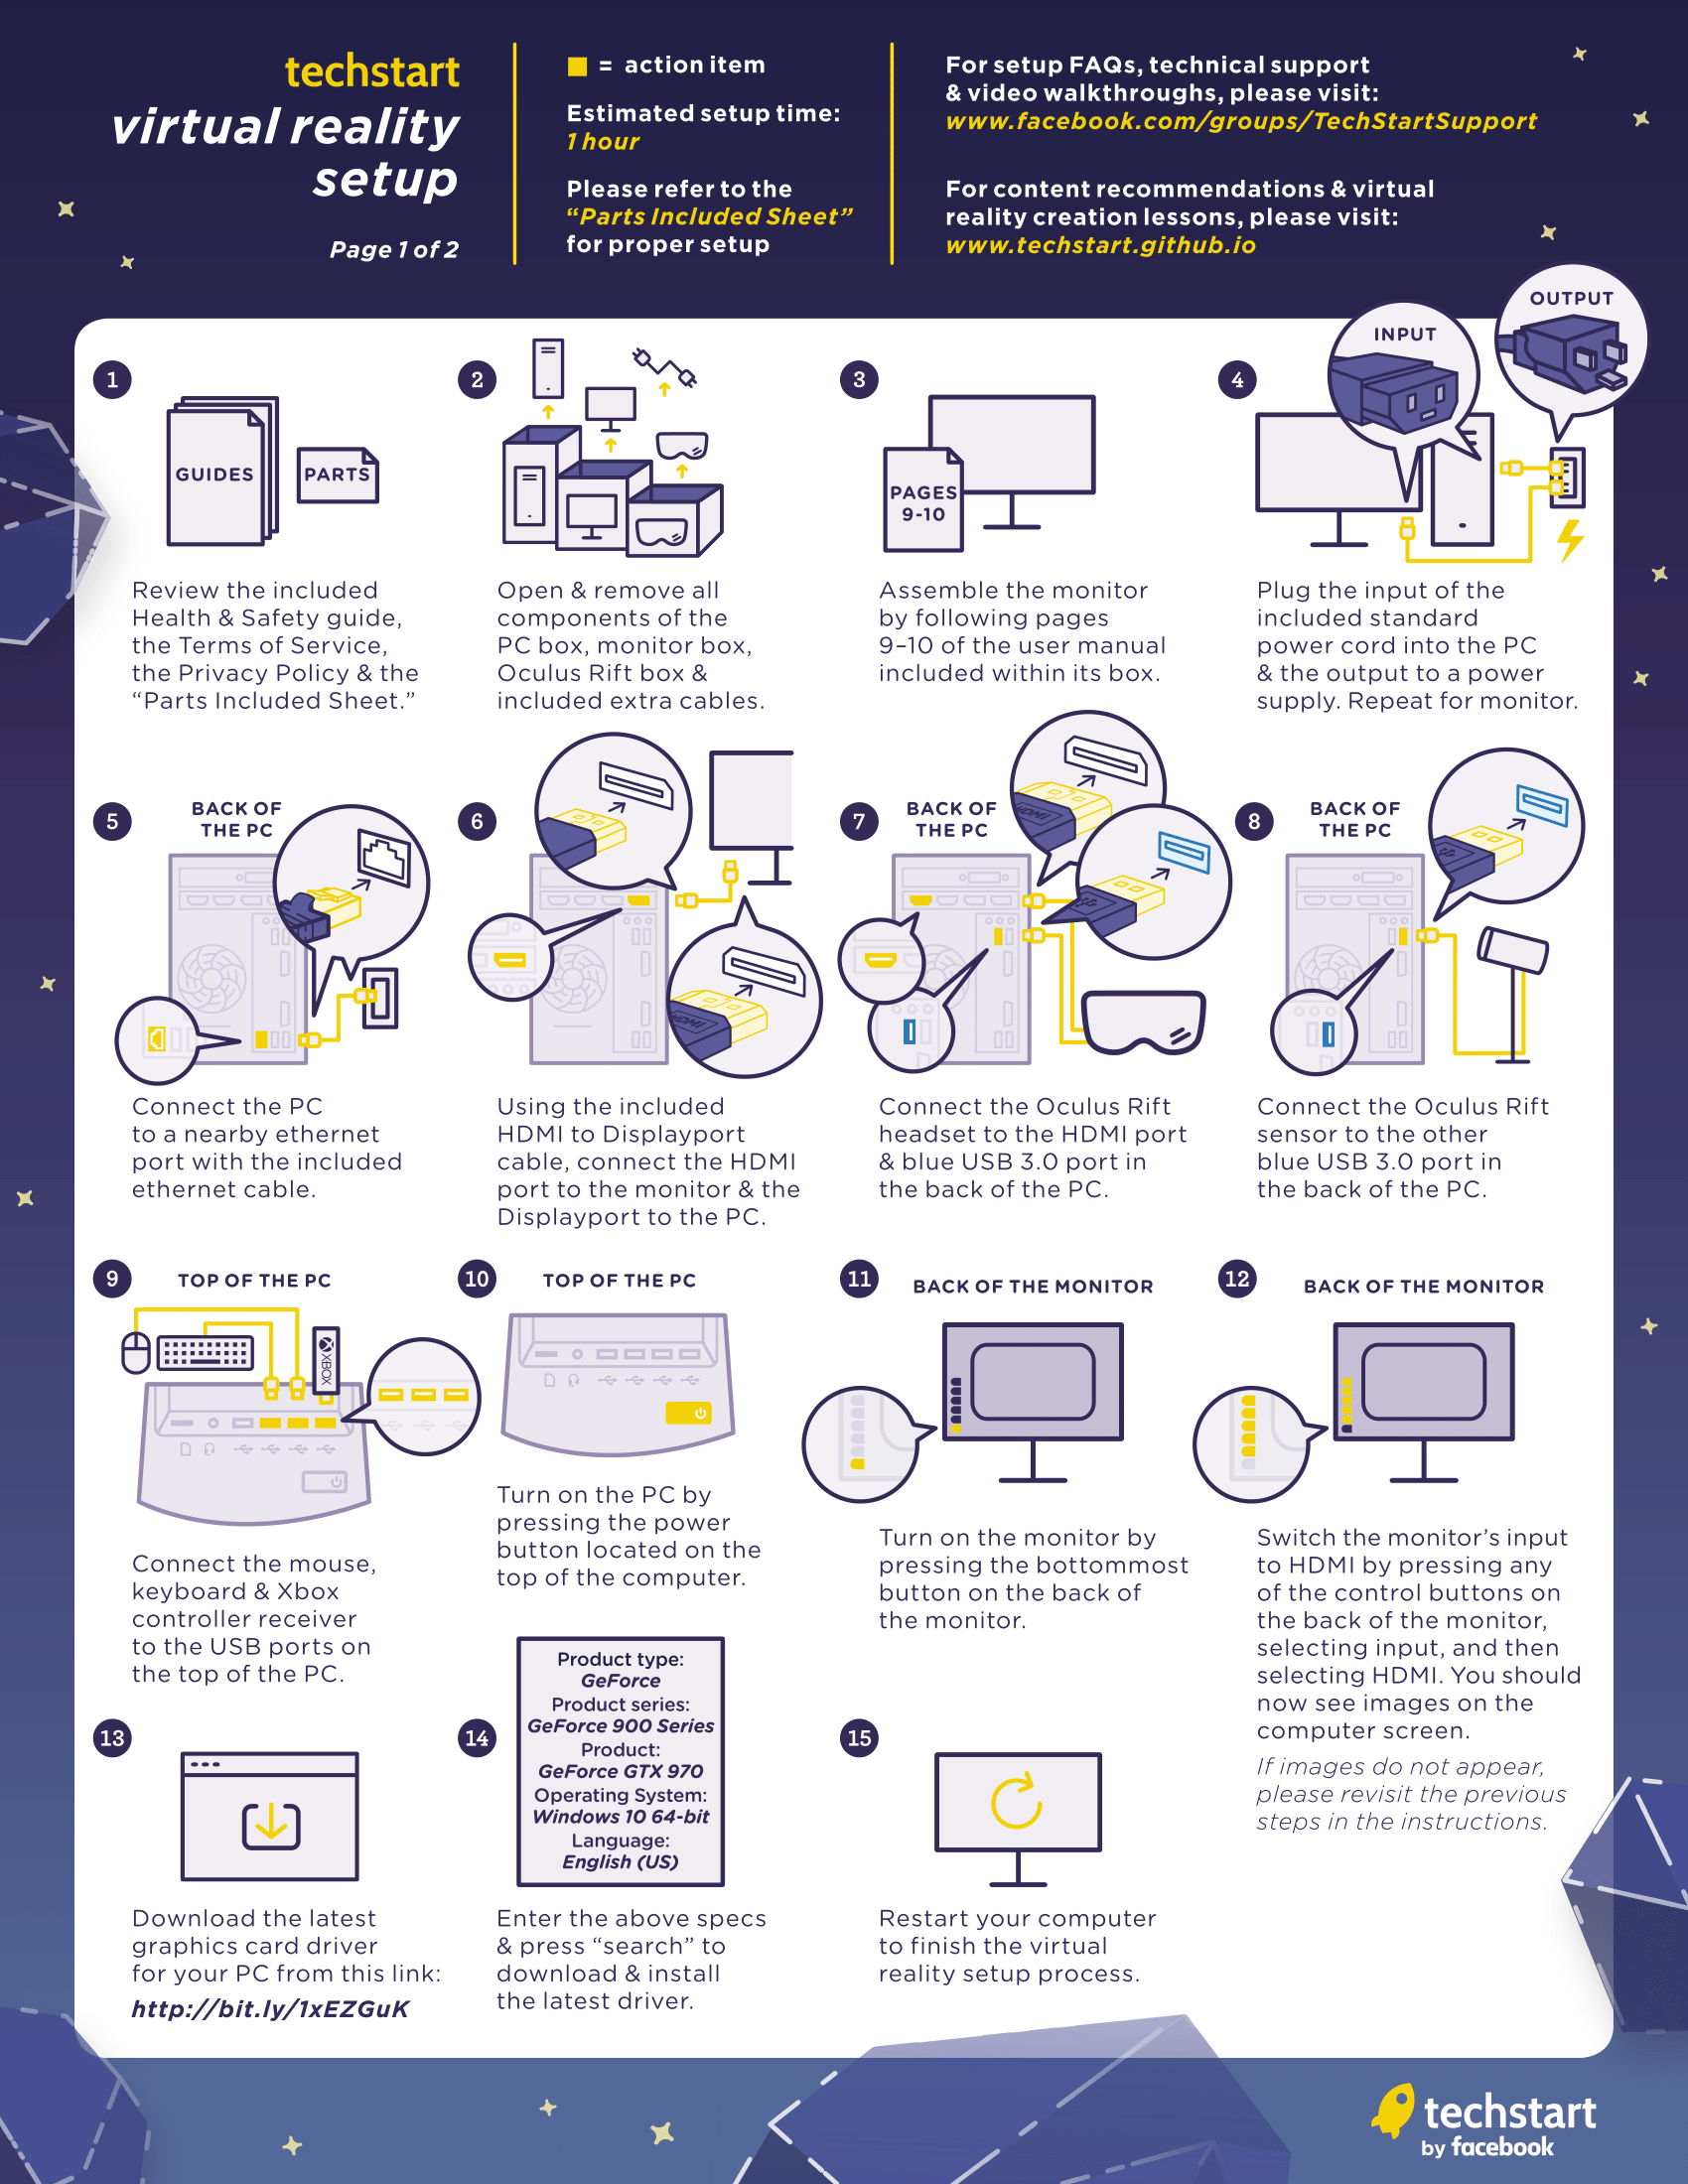 techstart
virtual reality
setup
Page 1 of 2
= action item
Estimated setup time:
1 hour
Please refer to the
“Parts Included Sheet”
for proper setup
For setup FAQs, technical support
& video walkthroughs, please visit:
www.facebook.com/groups/TechStartSupport
For content recommendations & virtual
reality creation lessons, please visit:
www.techstart.github.io
1
GUIDES
PARTS
Review the included
Health & Safety guide,
the Terms of Service,
the Privacy Policy & the
“Parts Included Sheet.”
2
Open & remove all
components of the
PC box, monitor box,
Oculus Rift box &
included extra cables.
3
PAGES
9-10
Assemble the monitor
by following pages
9–10 of the user manual
included within its box.
4
INPUT
OUTPUT
Plug the input of the
included standard
power cord into the PC
& the output to a power
supply. Repeat for monitor.
5
BACK OF
THE PC
Connect the PC
to a nearby ethernet
port with the included
ethernet cable.
6
HDMI
Using the included
HDMI to Displayport
cable, connect the HDMI
port to the monitor & the
Displayport to the PC.
7
BACK OF
THE PC
HDMI
Connect the Oculus Rift
headset to the HDMI port
& blue USB 3.0 port in
the back of the PC.
8
BACK OF
THE PC
Connect the Oculus Rift
sensor to the other
blue USB 3.0 port in
the back of the PC.
9
TOP OF THE PC
XBOX
Connect the mouse,
keyboard & Xbox
controller receiver
to the USB ports on
the top of the PC.
10
TOP OF THE PC
Turn on the PC by
pressing the power
button located on the
top of the computer.
11
BACK OF THE MONITOR
Turn on the monitor by
pressing the bottommost
button on the back of
the monitor.
12
BACK OF THE MONITOR
Switch the monitor’s input
to HDMI by pressing any
of the control buttons on
the back of the monitor,
selecting input, and then
selecting HDMI. You should
now see images on the
computer screen.
If images do not appear,
please revisit the previous
steps in the instructions.
13
Download the latest
graphics card driver
for your PC from this link:
http://bit.ly/1xEZGuK
14
Product type:
GeForce
Product series:
GeForce 900 Series
Product:
GeForce GTX 970
Operating System:
Windows 10 64-bit
Language:
English (US)
Enter the above specs
& press “search” to
download & install
the latest driver.
15
Restart your computer
to finish the virtual
reality setup process.
techstart
by facebook